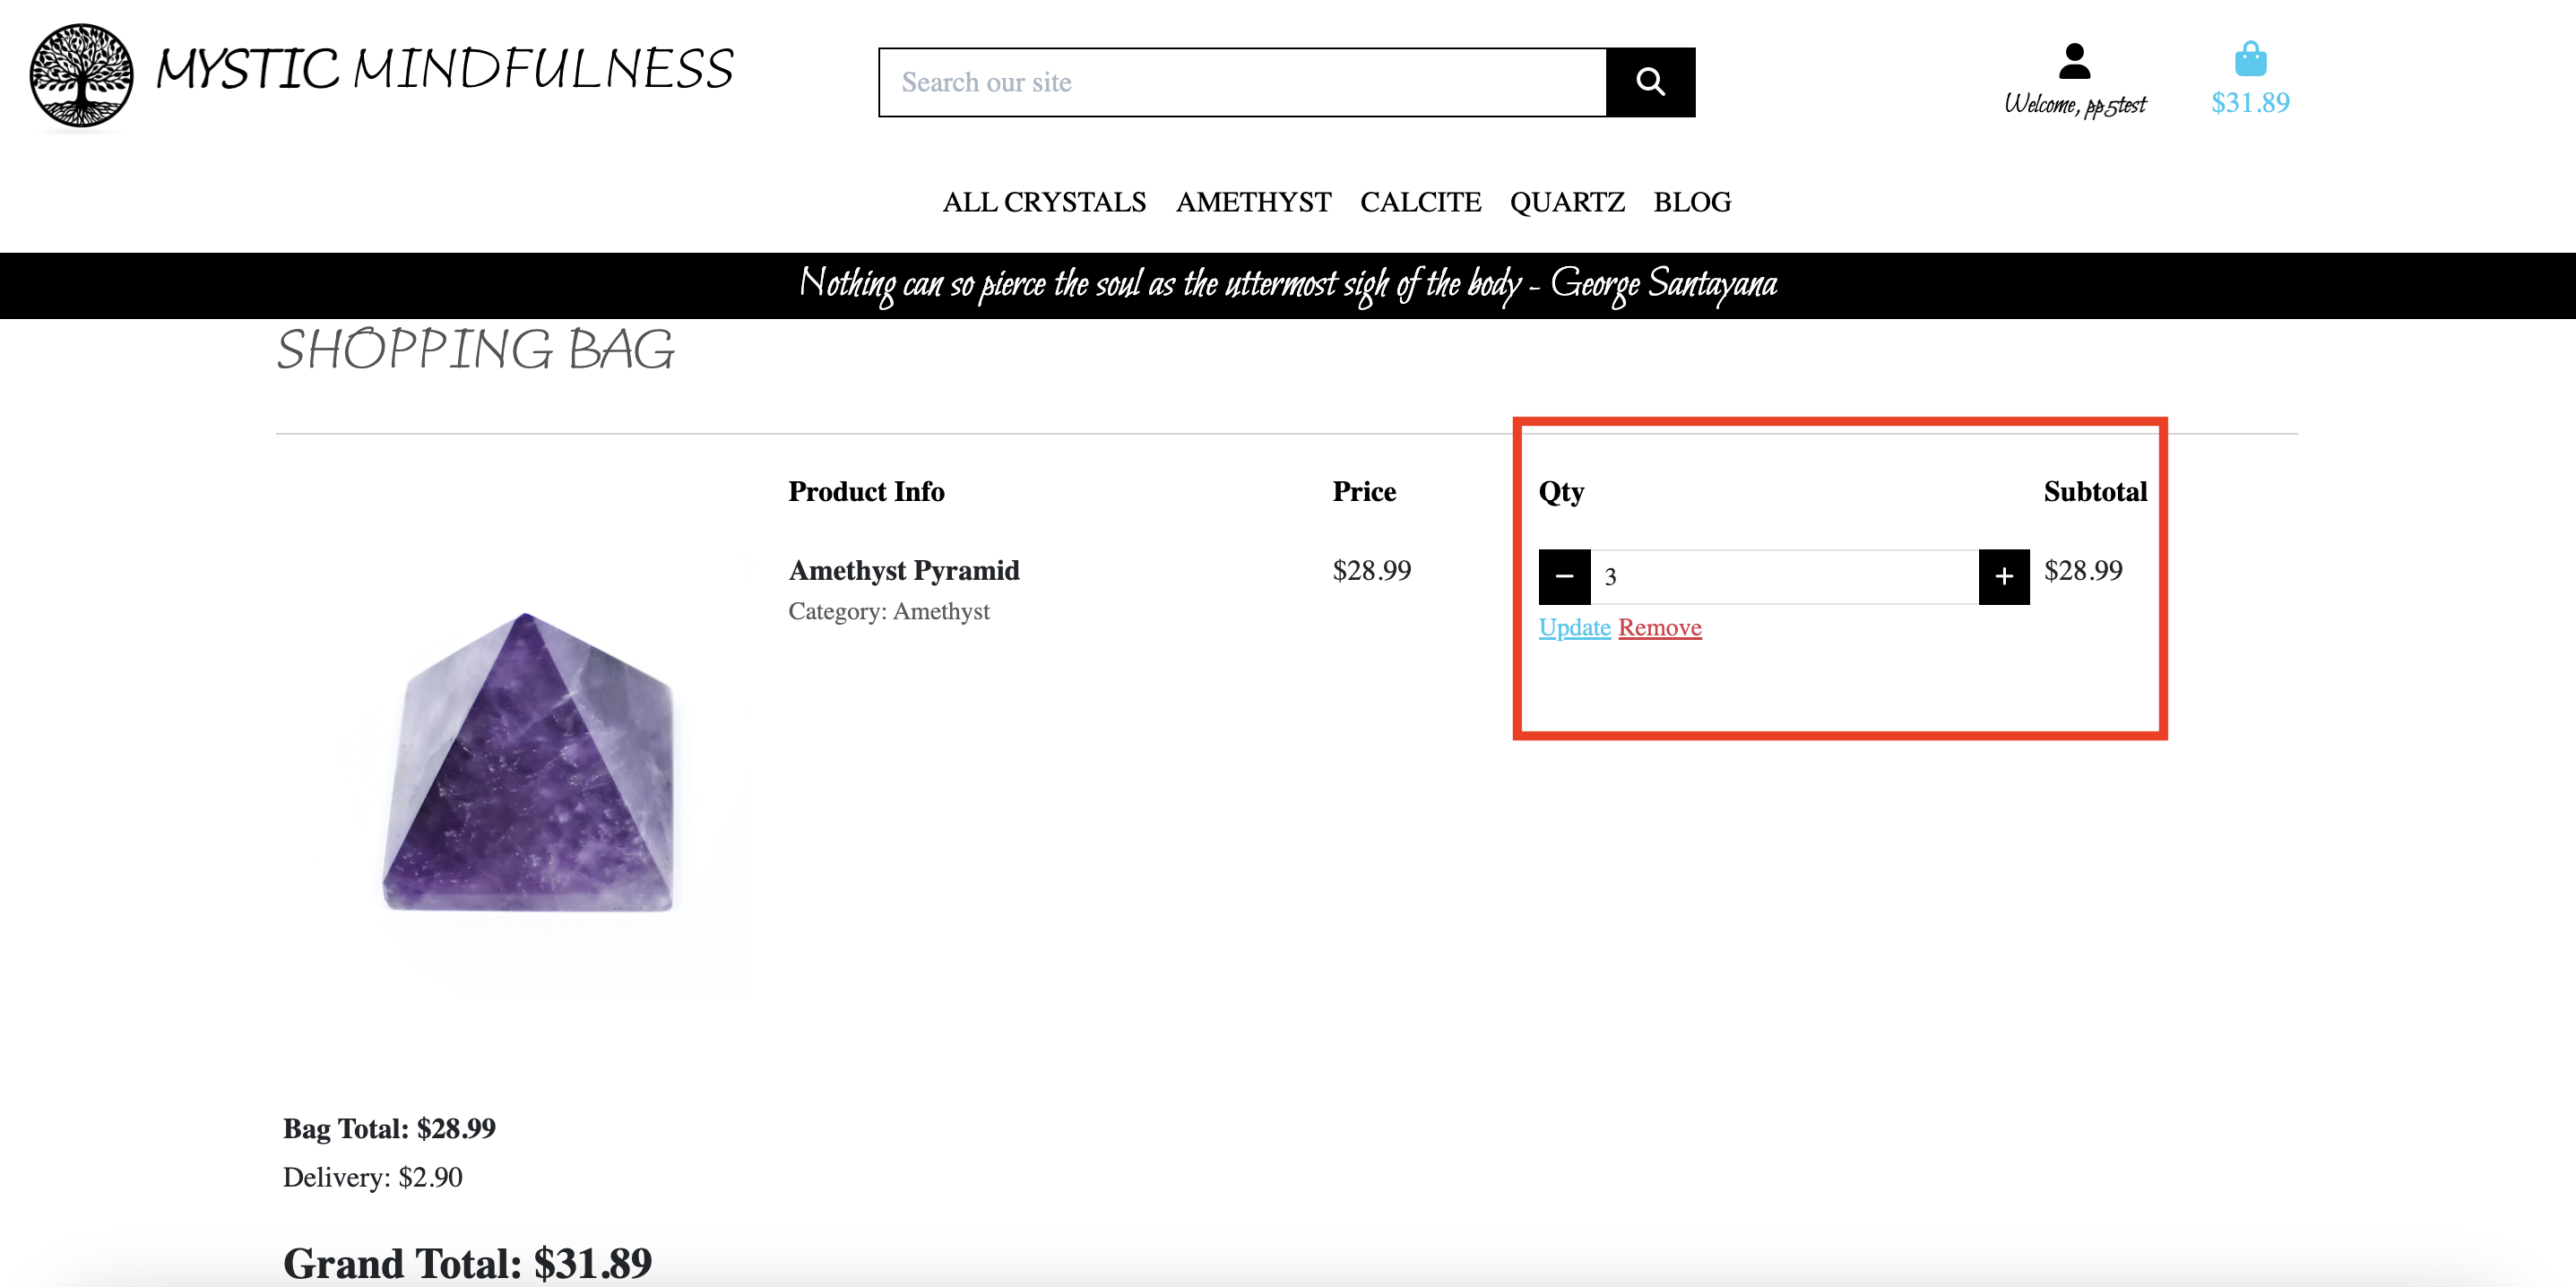 MYSTIC MINDFULNESS
Search our site
Welcome, pp5test
$31.89
ALL CRYSTALS AMETHYST CALCITE QUARTZ BLOG
Nothing can so pierce the soul as the uttermost sigh of the body - George Santayana
SHOPPING BAG
Product Info Price Qty Subtotal
Amethyst Pyramid $28.99 3 $28.99
Category: Amethyst
Update Remove
Bag Total: $28.99
Delivery: $2.90
Grand Total: $31.89